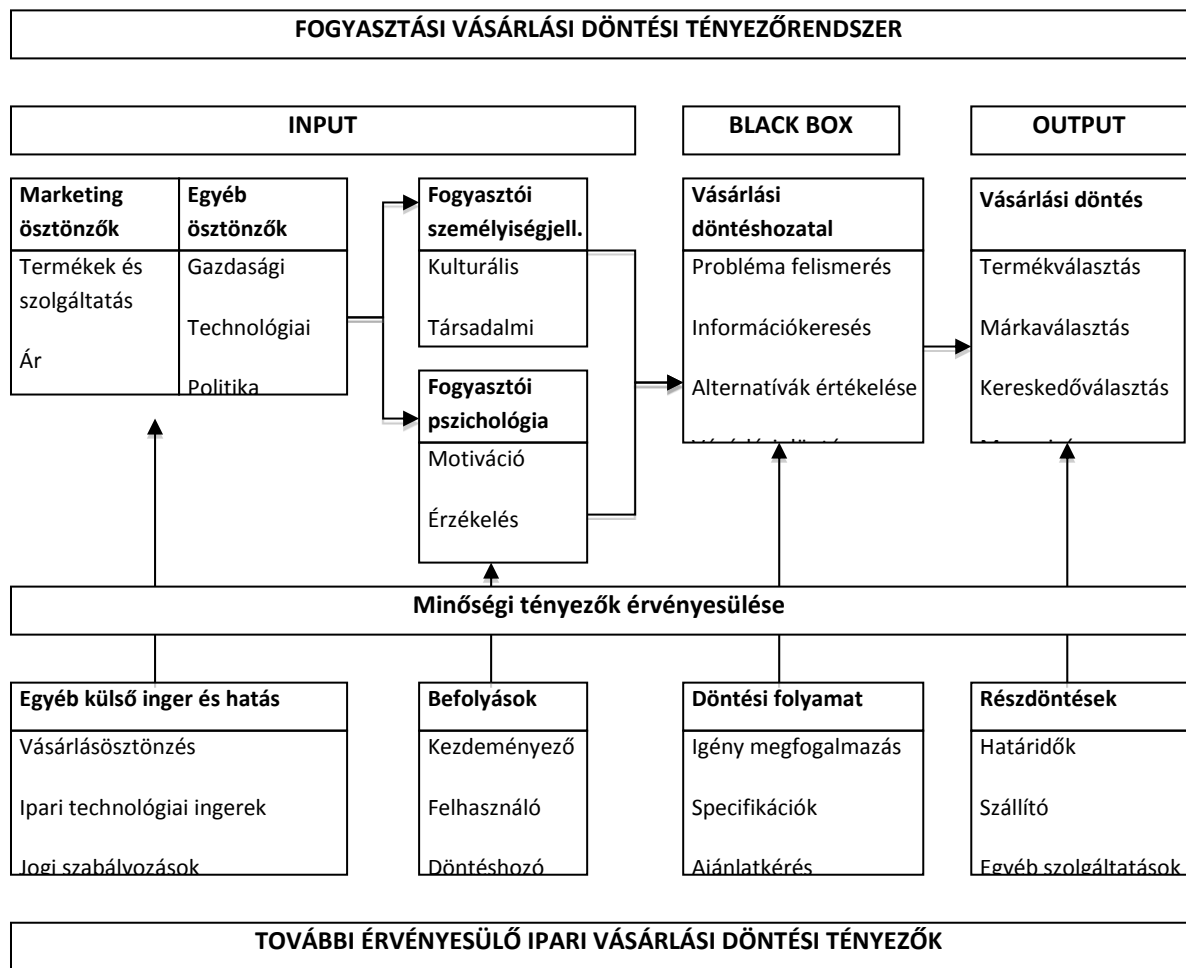 FOGYASZTÁSI VÁSÁRLÁSI DÖNTÉSI TÉNYEZŐRENDSZER
INPUT
BLACK BOX
OUTPUT
Marketing
ösztönzők
Termékek és
szolgáltatás
Ár
Egyéb
ösztönzők
Gazdasági
Technológiai
Politika
Fogyasztói
személyiségjell.
Kulturális
Társadalmi
Fogyasztói
pszichológia
Motiváció
Érzékelés
Vásárlási
döntéshozatal
Probléma felismerés
Információkeresés
Alternatívák értékelése
Vásárlási döntés
Vásárlási döntés
Termékválasztás
Márkaválasztás
Kereskedőválasztás
Minőségi tényezők érvényesülése
Egyéb külső inger és hatás
Vásárlásösztönzés
Ipari technológiai ingerek
Jogi szabályozások
Befolyások
Kezdeményező
Felhasználó
Döntéshozó
Döntési folyamat
Igény megfogalmazás
Specifikációk
Ajánlatkérés
Részdöntések
Határidők
Szállító
Egyéb szolgáltatások
TOVÁBBI ÉRVÉNYESÜLŐ IPARI VÁSÁRLÁSI DÖNTÉSI TÉNYEZŐK